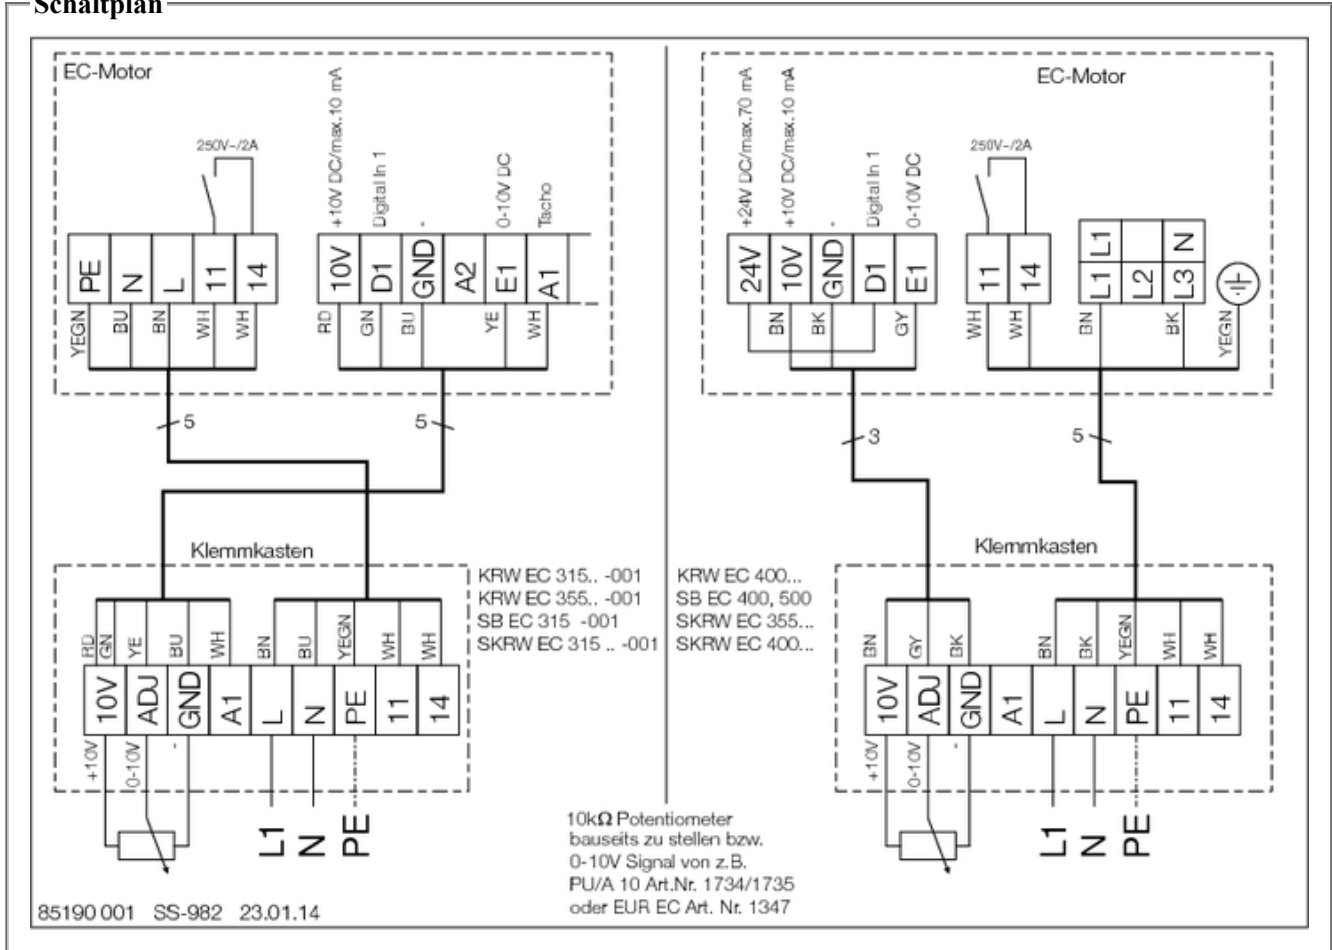 Schaltplan
EC-Motor
250V~/2A
+10V DC/max.10 mA
Digital In 1
-
0-10V DC
Tacho
PE
N
L
11
14
10V
D1
GND
A2
E1
A1
YEGN
BU
BN
WH
WH
RD
GN
BU
YE
WH
5
5
Klemmkasten
RD
GN
YE
BU
WH
BN
BU
YEGN
WH
WH
10V
ADJ
GND
A1
L
N
PE
11
14
+10V
0-10V
-
L1
N
PE
KRW EC 315.. -001
KRW EC 355.. -001
SB EC 315 -001
SKRW EC 315 .. -001
85190 001 SS-982 23.01.14
EC-Motor
+24V DC/max.70 mA
+10V DC/max.10 mA
-
Digital In 1
0-10V DC
250V~/2A
24V
10V
GND
D1
E1
11
14
L1
N
L1
L2
L3
BN
BK
GY
WH
WH
BN
BK
YEGN
3
5
Klemmkasten
KRW EC 400...
SB EC 400, 500
SKRW EC 355...
SKRW EC 400...
BN
GY
BK
BN
BK
YEGN
WH
WH
10V
ADJ
GND
A1
L
N
PE
11
14
+10V
0-10V
-
L1
N
PE
10kΩ Potentiometer
bauseits zu stellen bzw.
0-10V Signal von z.B.
PU/A 10 Art.Nr. 1734/1735
oder EUR EC Art. Nr. 1347